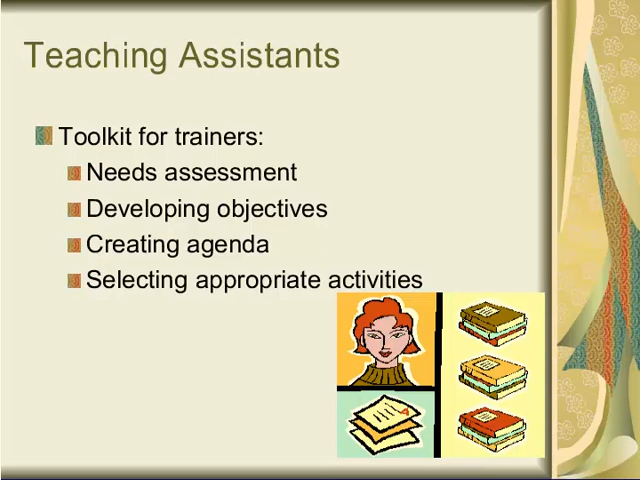 Teaching Assistants
Toolkit for trainers:
Needs assessment
Developing objectives
Creating agenda
Selecting appropriate activities